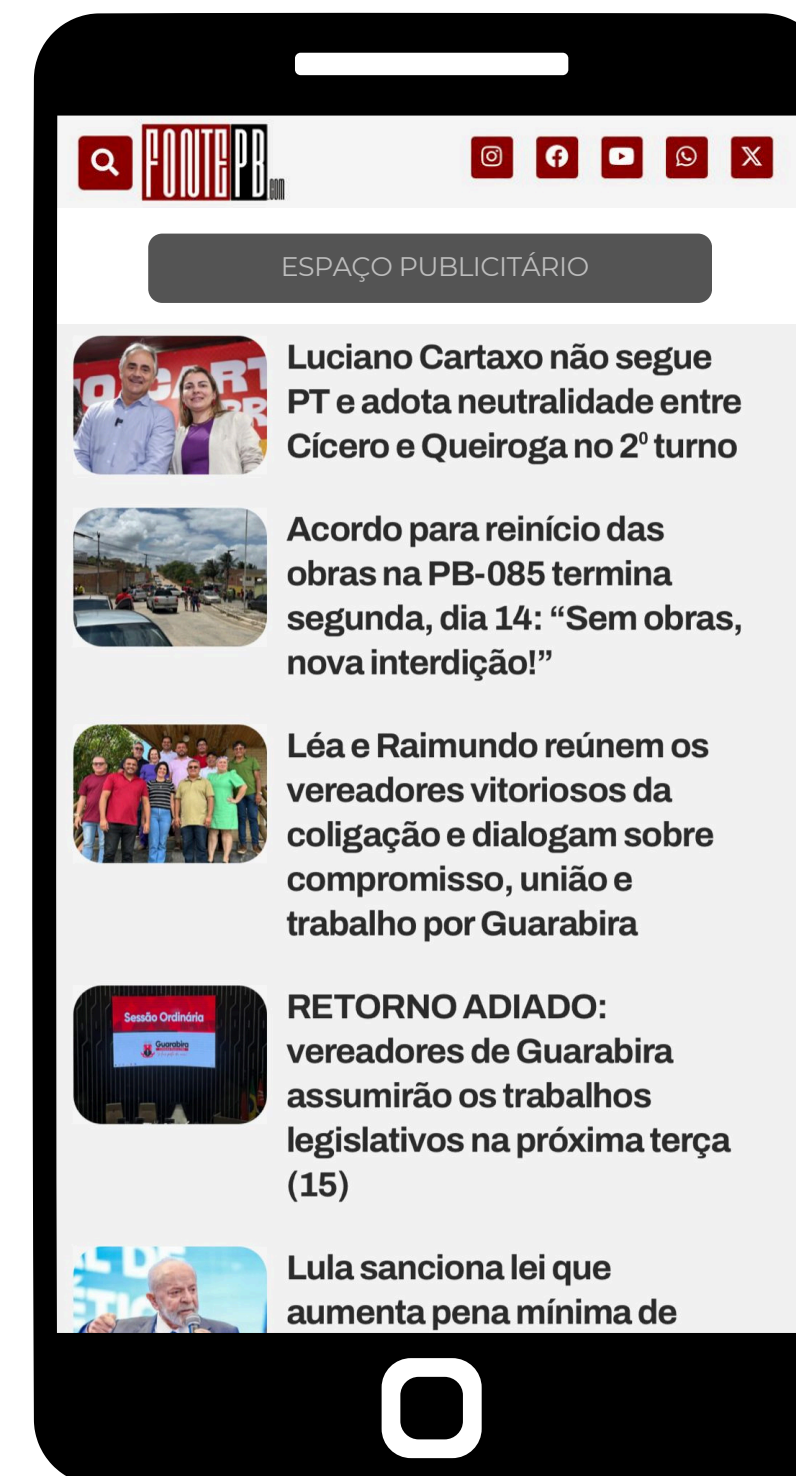 FONTEPB.com
ESPAÇO PUBLICITÁRIO
Luciano Cartaxo não segue
PT e adota neutralidade entre
Cícero e Queiroga no 2º turno
Acordo para reinício das
obras na PB-085 termina
segunda, dia 14: “Sem obras,
nova interdição!”
Léa e Raimundo reúnem os
vereadores vitoriosos da
coligação e dialogam sobre
compromisso, união e
trabalho por Guarabira
Sessão Ordinária
Guarabira
RETORNO ADIADO:
vereadores de Guarabira
assumirão os trabalhos
legislativos na próxima terça
(15)
Lula sanciona lei que
aumenta pena mínima de